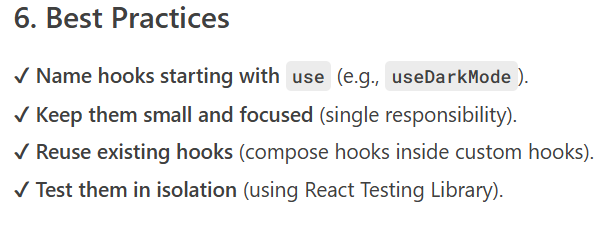 6. Best Practices
✓ Name hooks starting with use (e.g., useDarkMode).
✓ Keep them small and focused (single responsibility).
✓ Reuse existing hooks (compose hooks inside custom hooks).
✓ Test them in isolation (using React Testing Library).